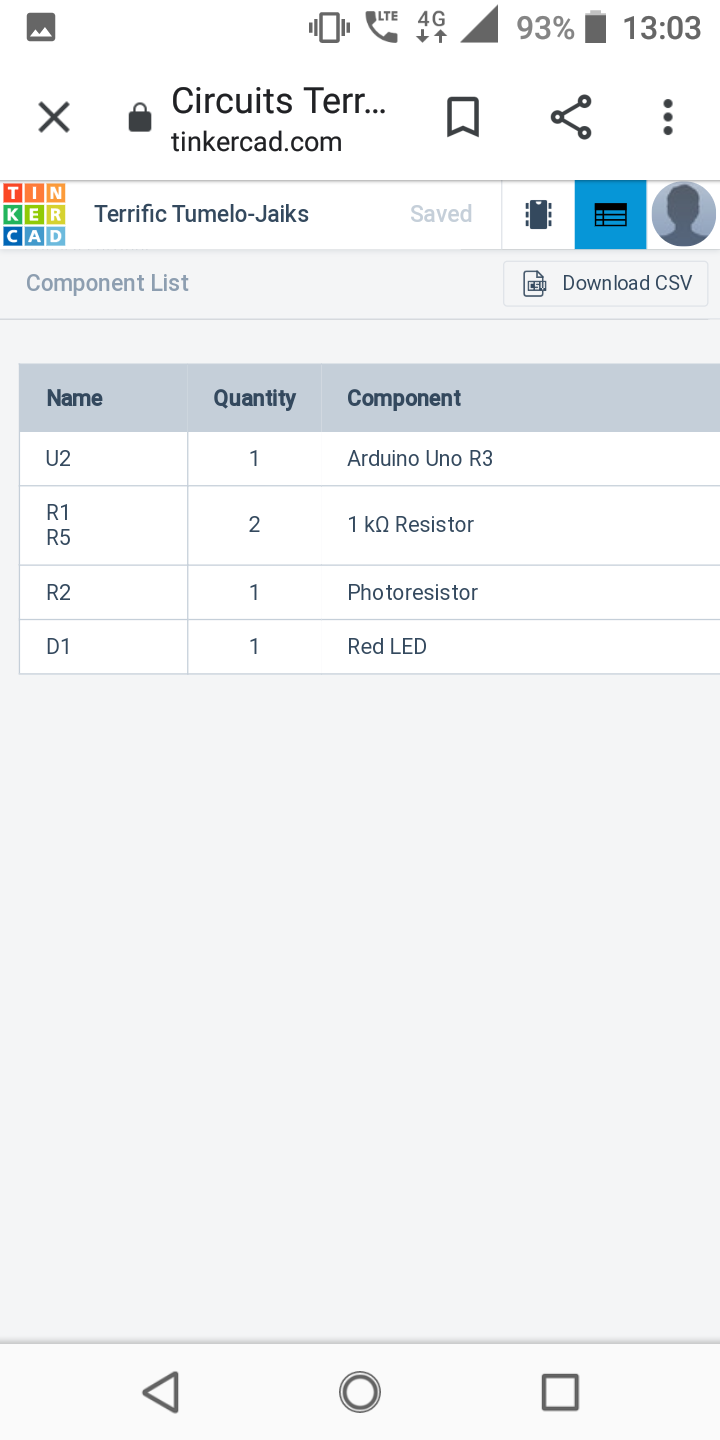 LTE 4G 93% 13:03
Circuits Terr...
tinkercad.com
TIN
KER
CAD
Terrific Tumelo-Jaiks Saved
Component List CSV Download CSV
Name Quantity Component
U2 1 Arduino Uno R3
R1
R5 2 1 kΩ Resistor
R2 1 Photoresistor
D1 1 Red LED